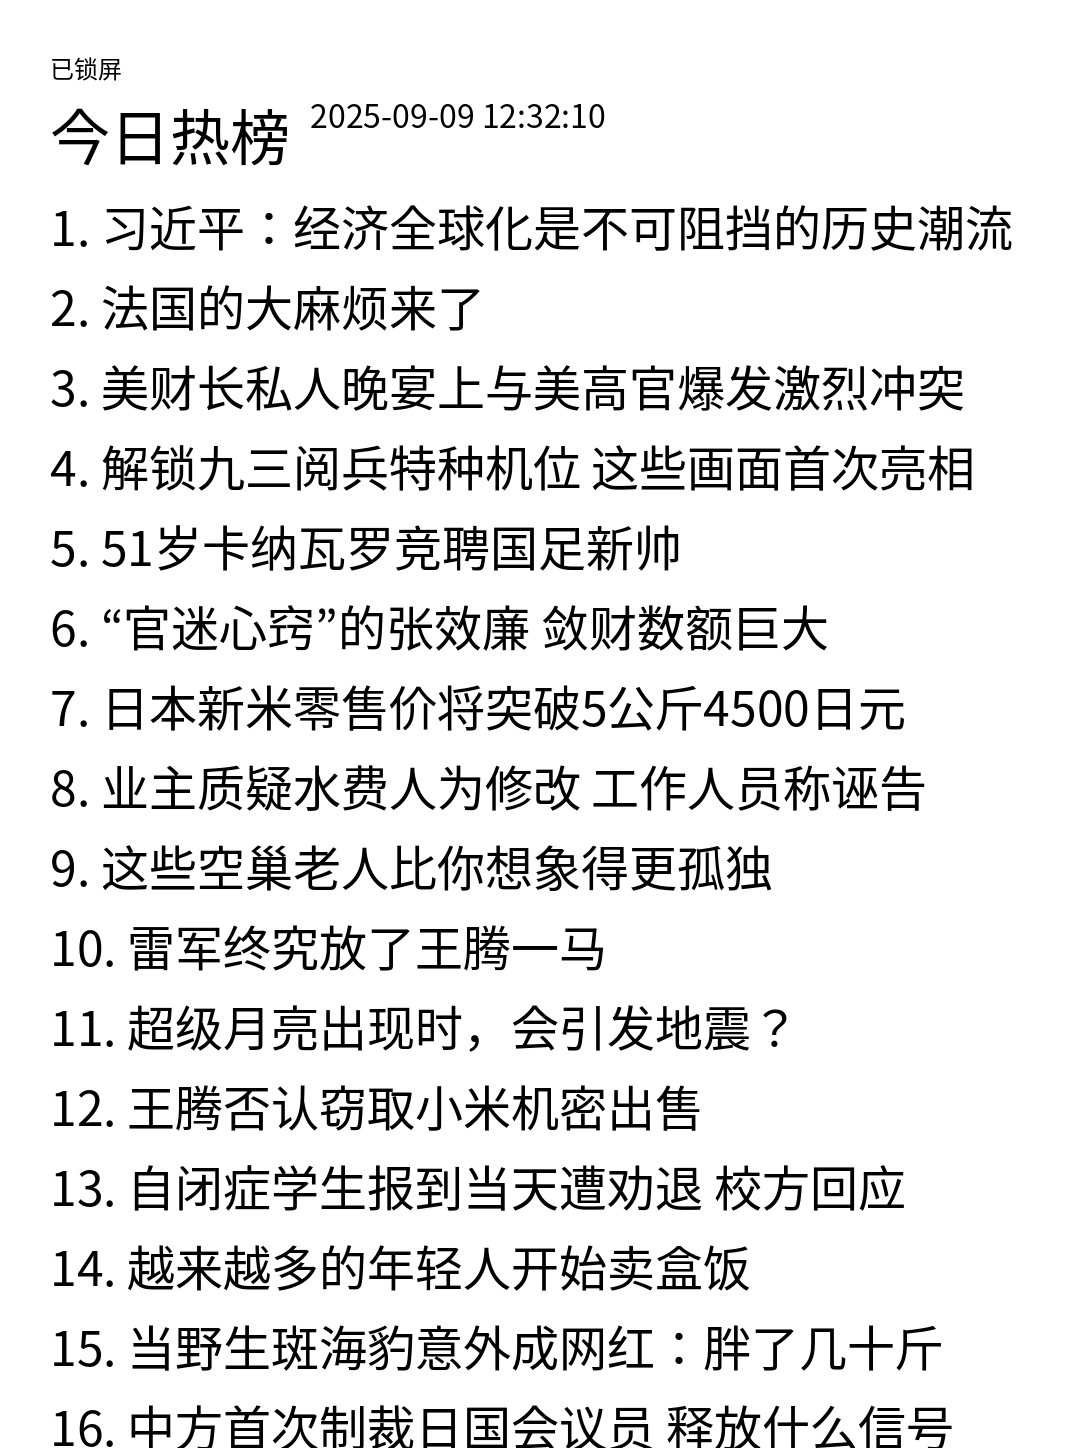 已锁屏
今日热榜 2025-09-09 12:32:10
1. 习近平：经济全球化是不可阻挡的历史潮流
2. 法国的大麻烦来了
3. 美财长私人晚宴上与美高官爆发激烈冲突
4. 解锁九三阅兵特种机位 这些画面首次亮相
5. 51岁卡纳瓦罗竞聘国足新帅
6. “官迷心窍”的张效廉 敛财数额巨大
7. 日本新米零售价将突破5公斤4500日元
8. 业主质疑水费人为修改 工作人员称诬告
9. 这些空巢老人比你想象得更孤独
10. 雷军终究放了王腾一马
11. 超级月亮出现时，会引发地震？
12. 王腾否认窃取小米机密出售
13. 自闭症学生报到当天遭劝退 校方回应
14. 越来越多的年轻人开始卖盒饭
15. 当野生斑海豹意外成网红：胖了几十斤
16. 中方首次制裁日国会议员 释放什么信号